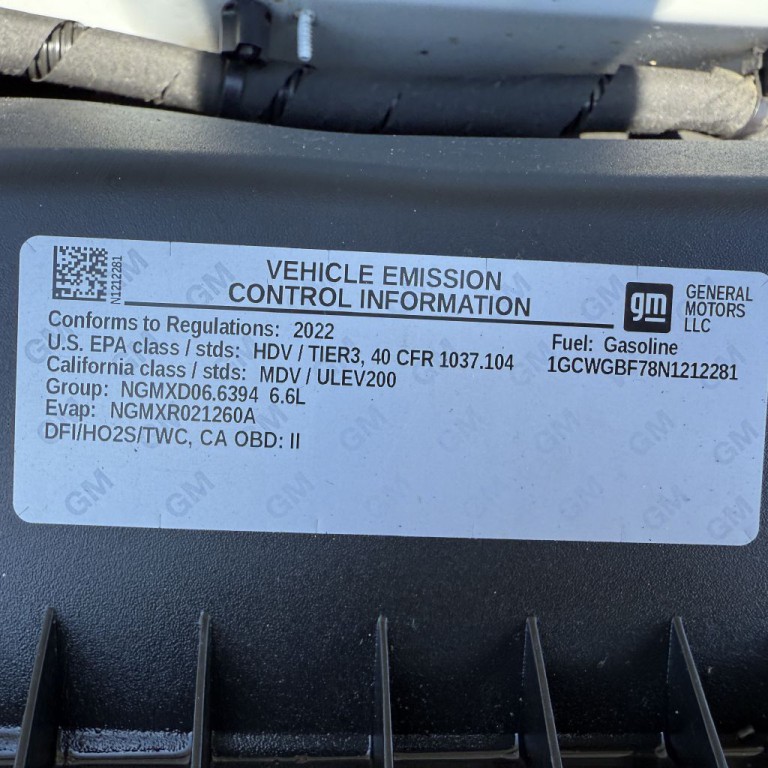 N1212281
VEHICLE EMISSION
CONTROL INFORMATION
gm
GENERAL
MOTORS
LLC
Conforms to Regulations: 2022
Fuel: Gasoline
U.S. EPA class / stds: HDV / TIER3, 40 CFR 1037.104
1GCWGBF78N1212281
California class / stds: MDV / ULEV200
Group: NGMXD06.6394 6.6L
Evap: NGMXR021260A
DFI/HO2S/TWC, CA OBD: II